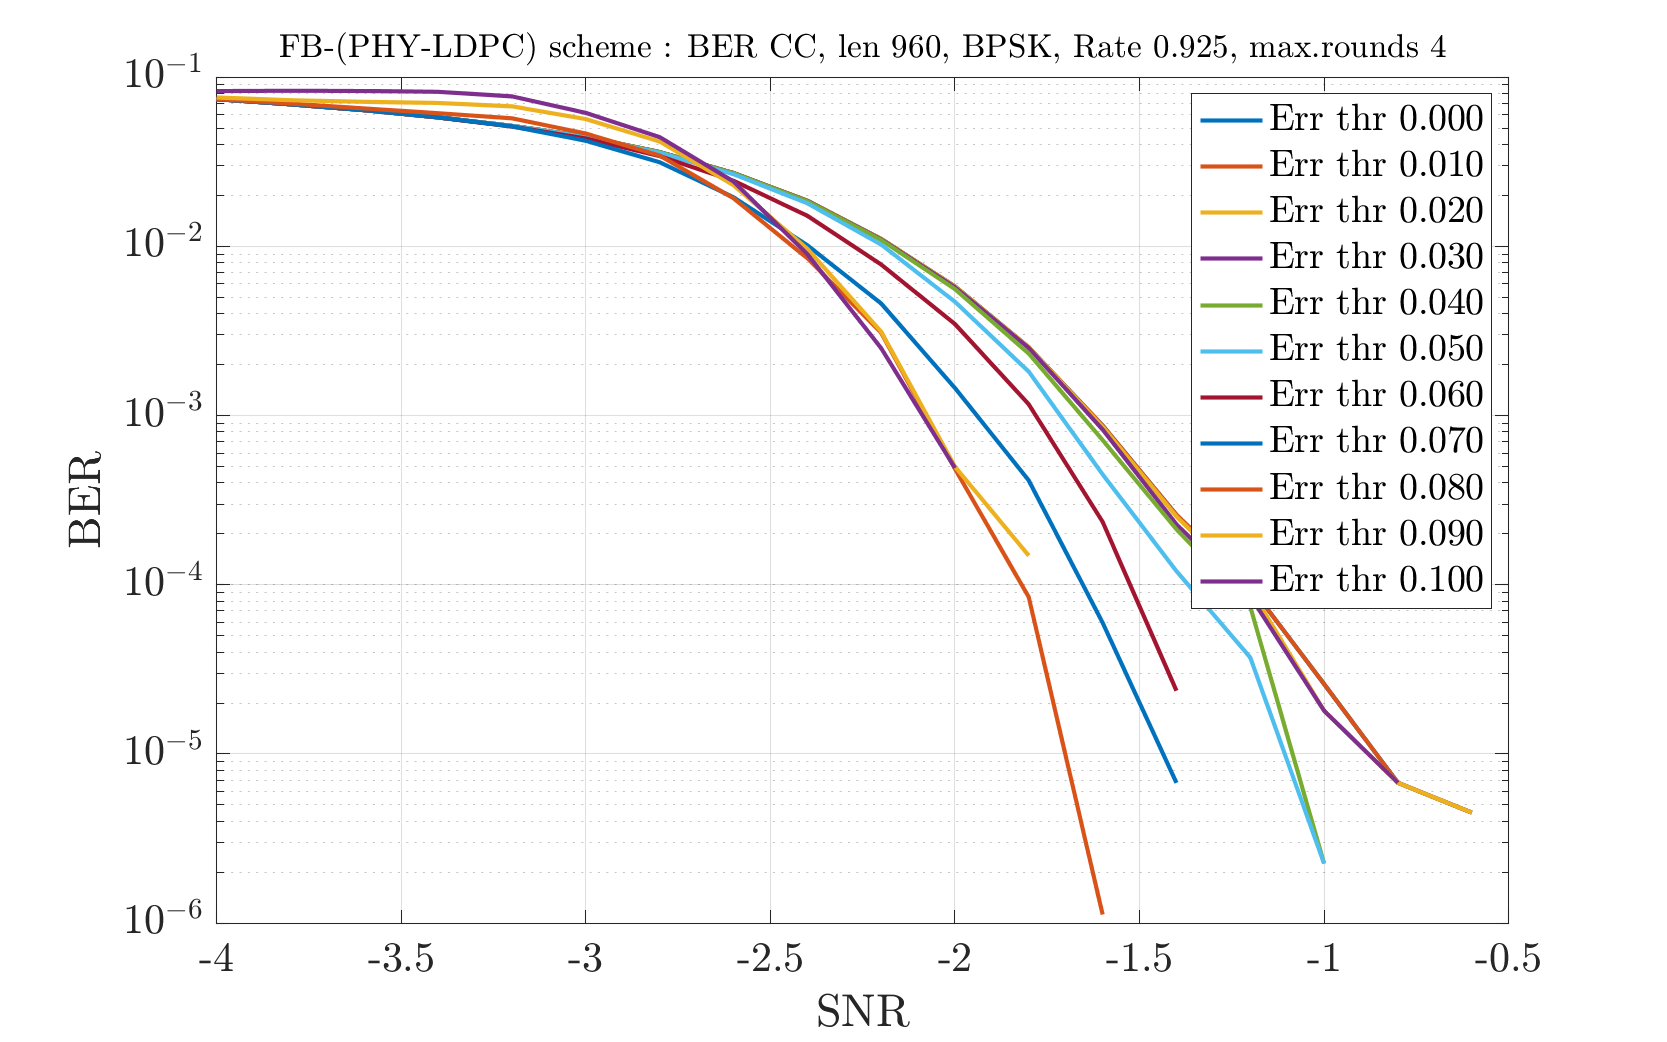 FB-(PHY-LDPC) scheme : BER CC, len 960, BPSK, Rate 0.925, max.rounds 4
10^{-1}
10^{-2}
10^{-3}
10^{-4}
10^{-5}
10^{-6}
BER
Err thr 0.000
Err thr 0.010
Err thr 0.020
Err thr 0.030
Err thr 0.040
Err thr 0.050
Err thr 0.060
Err thr 0.070
Err thr 0.080
Err thr 0.090
Err thr 0.100
-4 -3.5 -3 -2.5 -2 -1.5 -1 -0.5
SNR